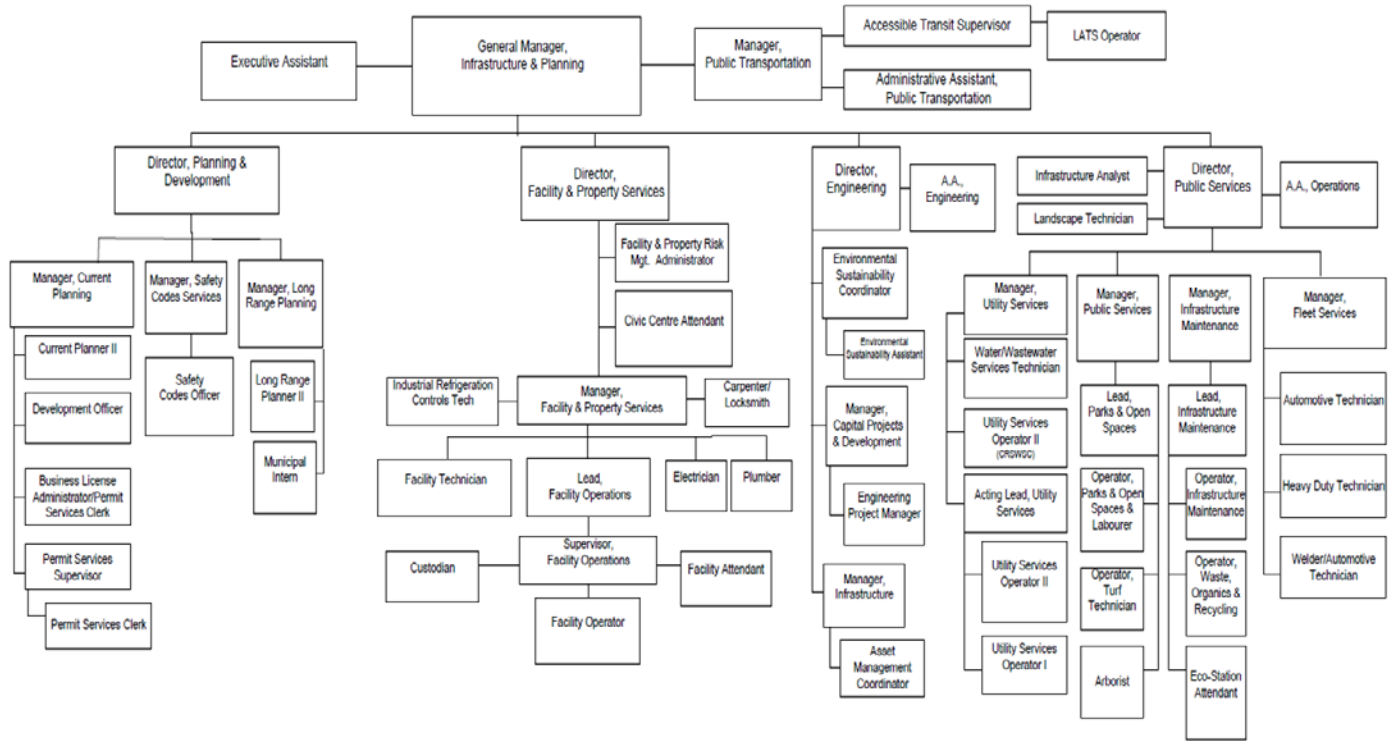 Executive Assistant
General Manager,
Infrastructure & Planning
Manager,
Public Transportation
Accessible Transit Supervisor
LATS Operator
Administrative Assistant,
Public Transportation
Director, Planning &
Development
Director,
Facility & Property Services
Director,
Engineering
A.A.,
Engineering
Infrastructure Analyst
Landscape Technician
Director,
Public Services
A.A., Operations
Manager, Current
Planning
Current Planner II
Development Officer
Business License
Administrator/Permit
Services Clerk
Permit Services
Supervisor
Permit Services Clerk
Manager, Safety
Codes Services
Safety
Codes Officer
Manager, Long
Range Planning
Long Range
Planner II
Municipal
Intern
Facility & Property Risk
Mgt. Administrator
Civic Centre Attendant
Industrial Refrigeration
Controls Tech
Manager,
Facility & Property Services
Carpenter/
Locksmith
Facility Technician
Lead,
Facility Operations
Electrician
Plumber
Custodian
Supervisor,
Facility Operations
Facility Attendant
Facility Operator
Environmental
Sustainability
Coordinator
Environmental
Sustainability Assistant
Manager,
Capital Projects
& Development
Engineering
Project Manager
Manager,
Infrastructure
Asset
Management
Coordinator
Manager,
Utility Services
Water/Wastewater
Services Technician
Utility Services
Operator II
(CRSWSC)
Acting Lead, Utility
Services
Utility Services
Operator II
Utility Services
Operator I
Manager,
Public Services
Lead,
Parks & Open
Spaces
Operator,
Parks & Open
Spaces &
Labourer
Operator,
Turf
Technician
Arborist
Manager,
Infrastructure
Maintenance
Lead,
Infrastructure
Maintenance
Operator,
Infrastructure
Maintenance
Operator,
Waste,
Organics &
Recycling
Eco-Station
Attendant
Manager,
Fleet Services
Automotive Technician
Heavy Duty Technician
Welder/Automotive
Technician